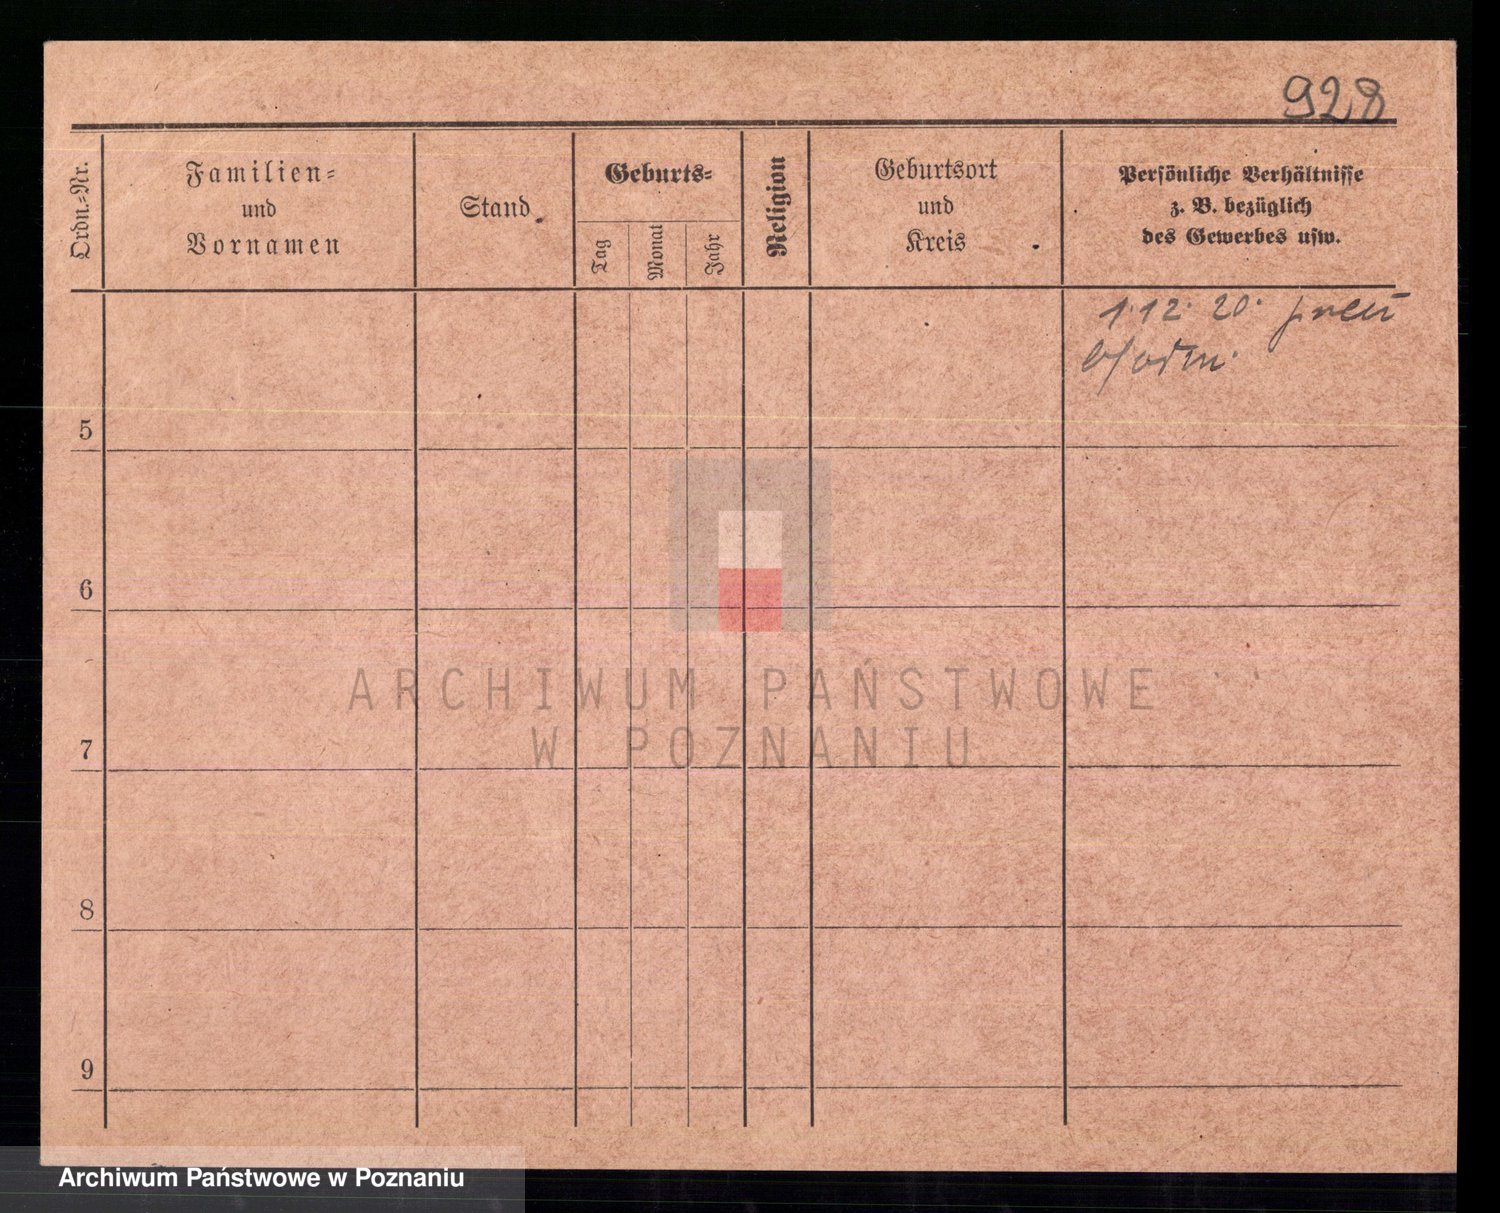 928
Ordn.-Nr.
Familien-
und
Vornamen
Stand
Geburts-
Tag
Monat
Jahr
Religion
Geburtsort
und
Kreis
Persönliche Verhältnisse
z. B. bezüglich
des Gewerbes usw.
1.12. 20.
5
6
7
8
9
ARCHIWUM PAŃSTWOWE
W POZNANIU
Archiwum Państwowe w Poznaniu